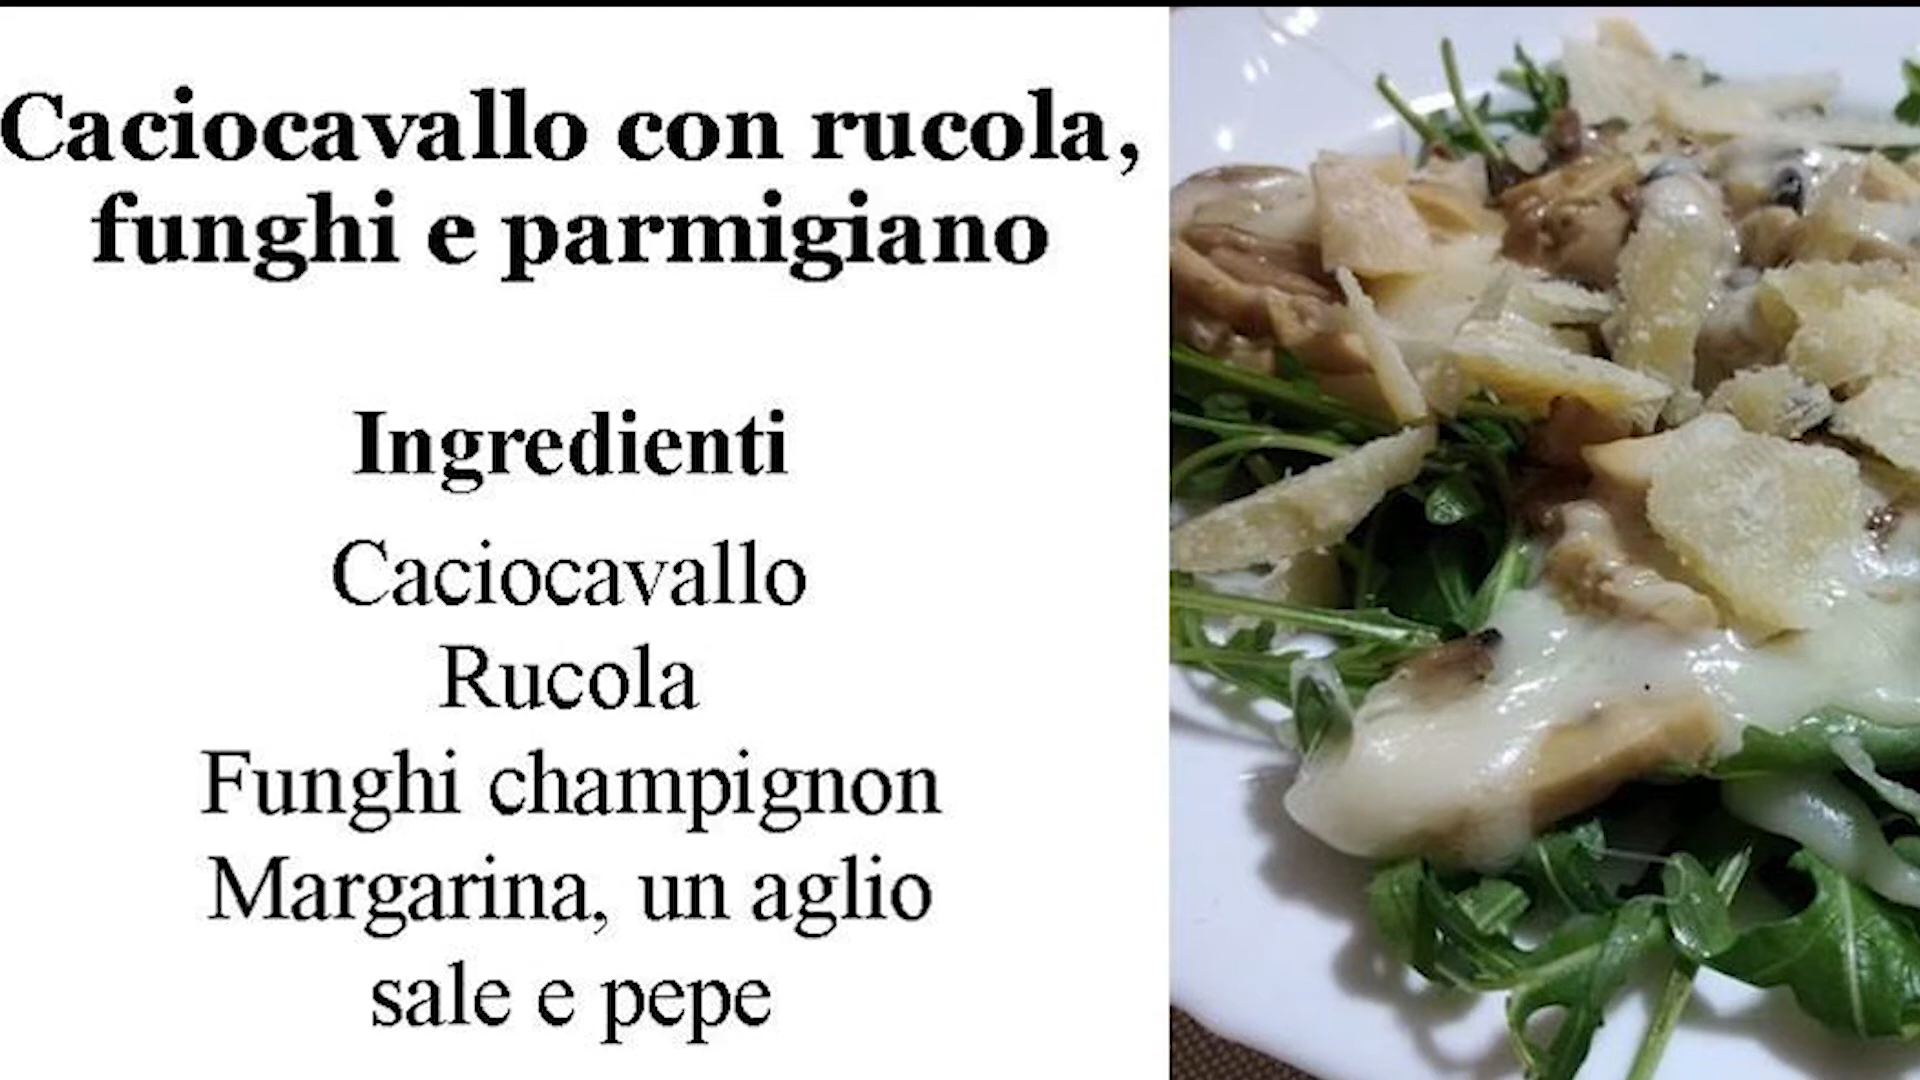 Caciocavallo con rucola,
funghi e parmigiano
Ingredienti
Caciocavallo
Rucola
Funghi champignon
Margarina, un aglio
sale e pepe